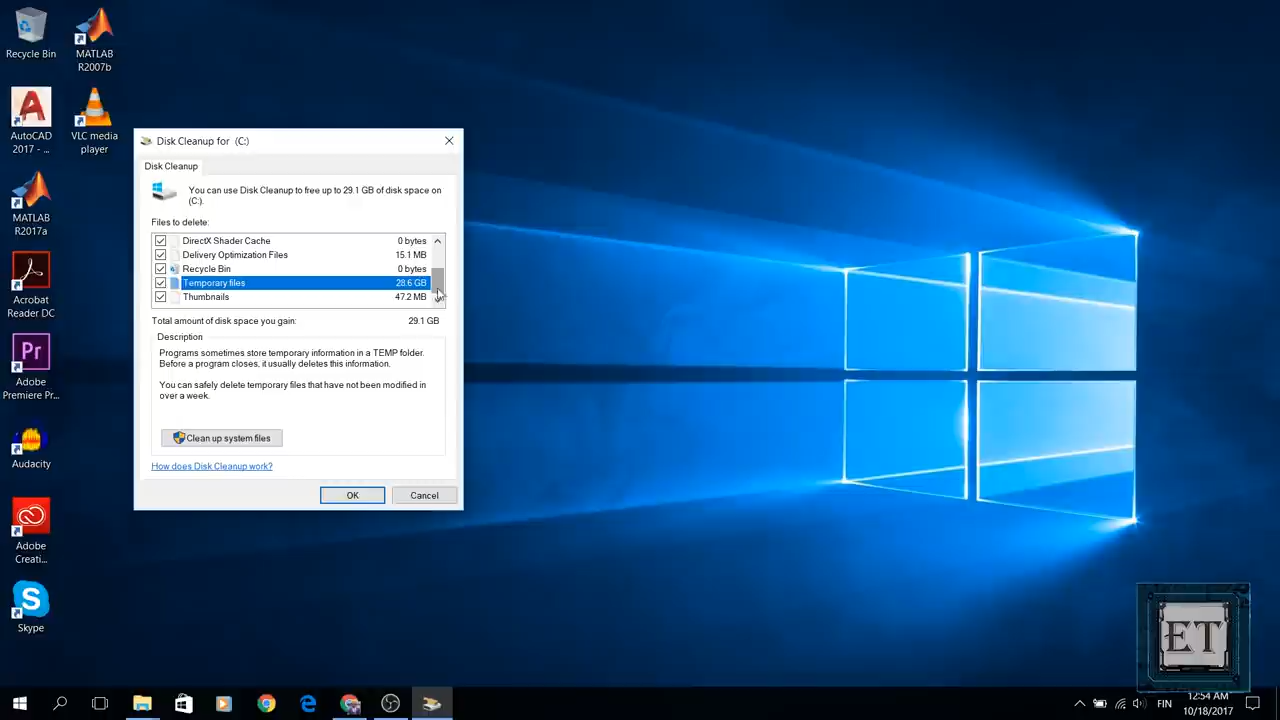 Recycle Bin
MATLAB
R2007b
AutoCAD
2017 - ...
VLC media
player
MATLAB
R2017a
Acrobat
Reader DC
Pr
Adobe
Premiere Pr...
Audacity
Adobe
Creati...
S
Skype
Disk Cleanup for (C:)
Disk Cleanup
You can use Disk Cleanup to free up to 29.1 GB of disk space on
(C:).
Files to delete:
DirectX Shader Cache 0 bytes
Delivery Optimization Files 15.1 MB
Recycle Bin 0 bytes
Temporary files 28.6 GB
Thumbnails 47.2 MB
Total amount of disk space you gain: 29.1 GB
Description
Programs sometimes store temporary information in a TEMP folder.
Before a program closes, it usually deletes this information.
You can safely delete temporary files that have not been modified in
over a week.
Clean up system files
How does Disk Cleanup work?
OK Cancel
ET
FIN
12:54 AM
10/18/2017